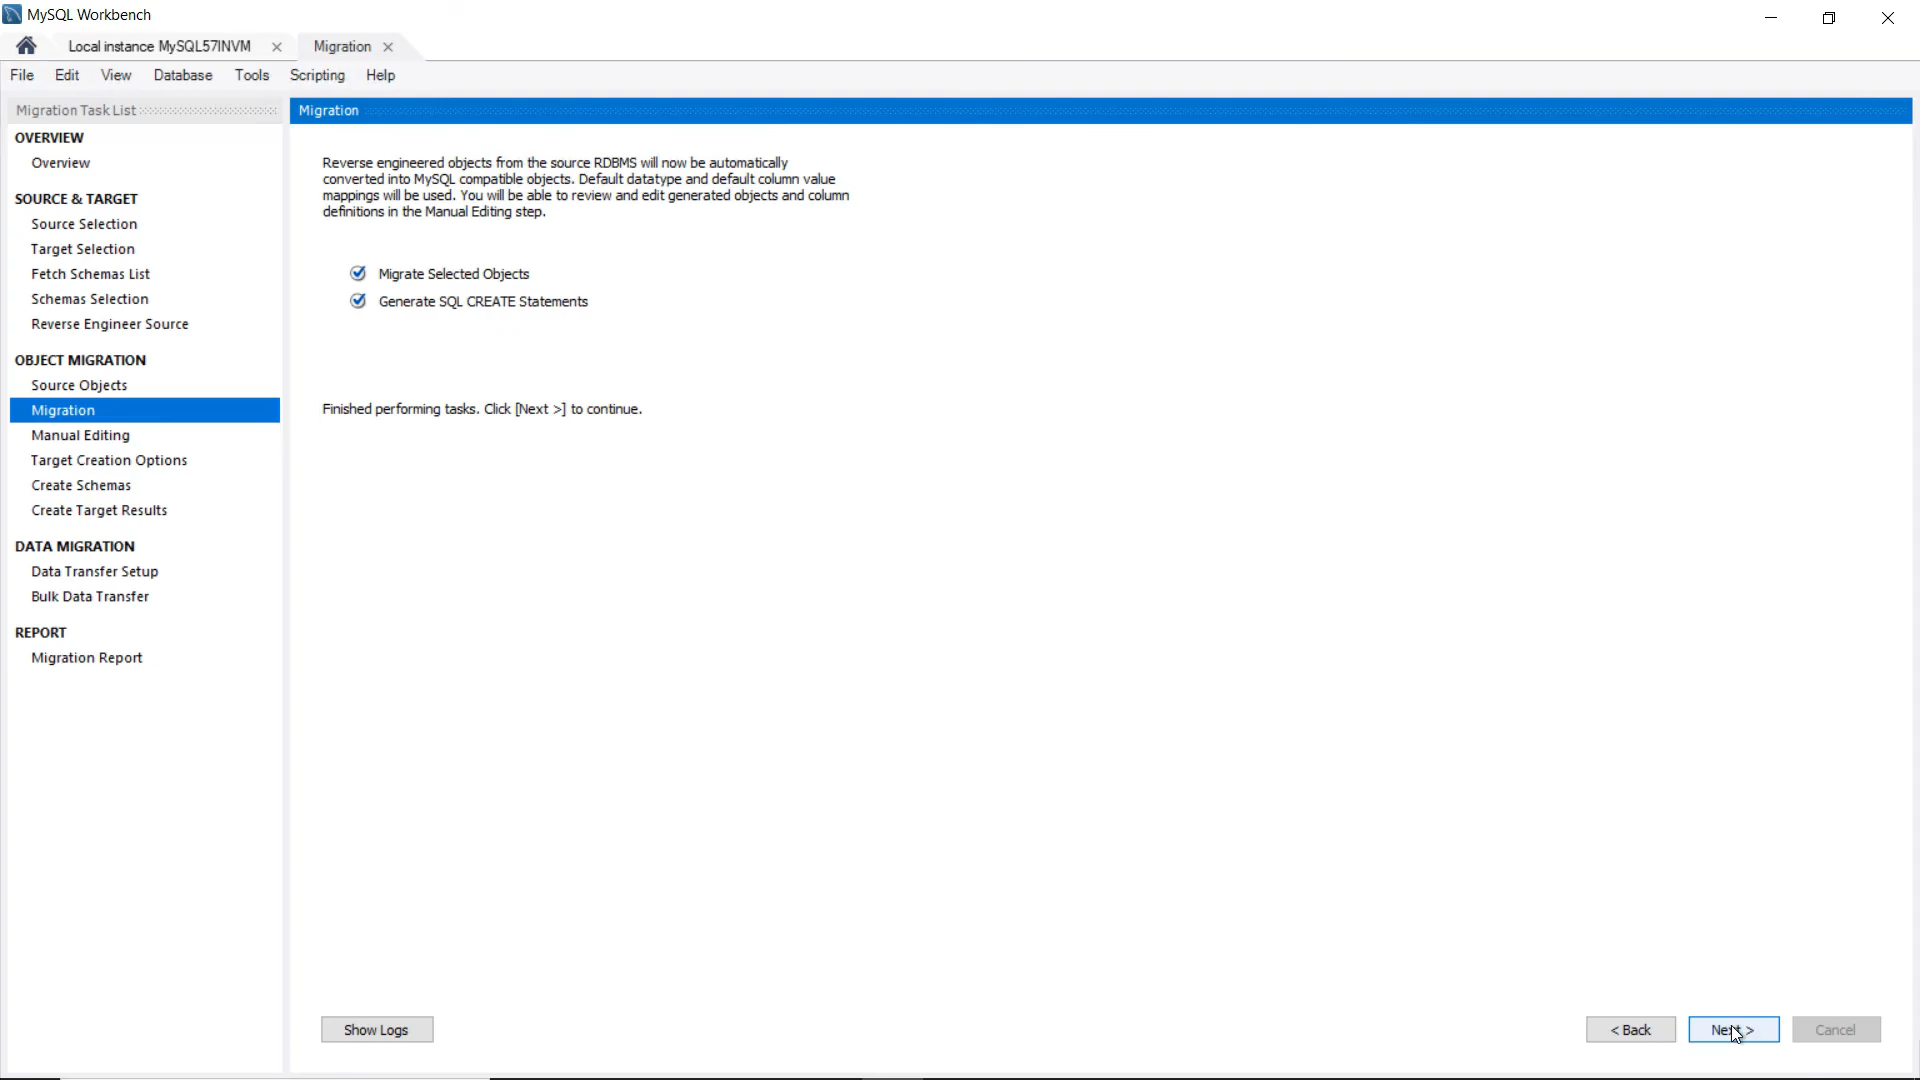 MySQL Workbench
Local instance MySQL57INVM
Migration
File Edit View Database Tools Scripting Help
Migration Task List
OVERVIEW
Overview
SOURCE & TARGET
Source Selection
Target Selection
Fetch Schemas List
Schemas Selection
Reverse Engineer Source
OBJECT MIGRATION
Source Objects
Migration
Manual Editing
Target Creation Options
Create Schemas
Create Target Results
DATA MIGRATION
Data Transfer Setup
Bulk Data Transfer
REPORT
Migration Report
Migration
Reverse engineered objects from the source RDBMS will now be automatically
converted into MySQL compatible objects. Default datatype and default column value
mappings will be used. You will be able to review and edit generated objects and column
definitions in the Manual Editing step.
Migrate Selected Objects
Generate SQL CREATE Statements
Finished performing tasks. Click [Next >] to continue.
Show Logs
< Back
Next >
Cancel